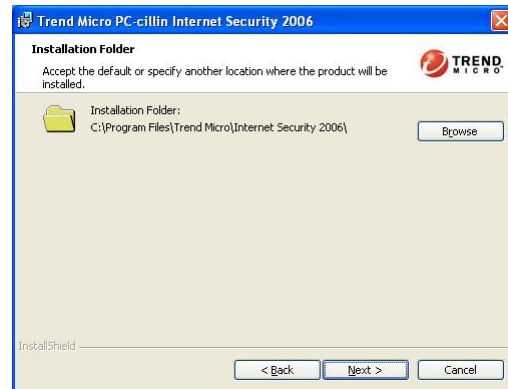 Trend Micro PC-cillin Internet Security 2006
Installation Folder
Accept the default or specify another location where the product will be
installed.
TREND
MICRO
Installation Folder:
C:\Program Files\Trend Micro\Internet Security 2006\
Browse
InstallShield
< Back
Next >
Cancel